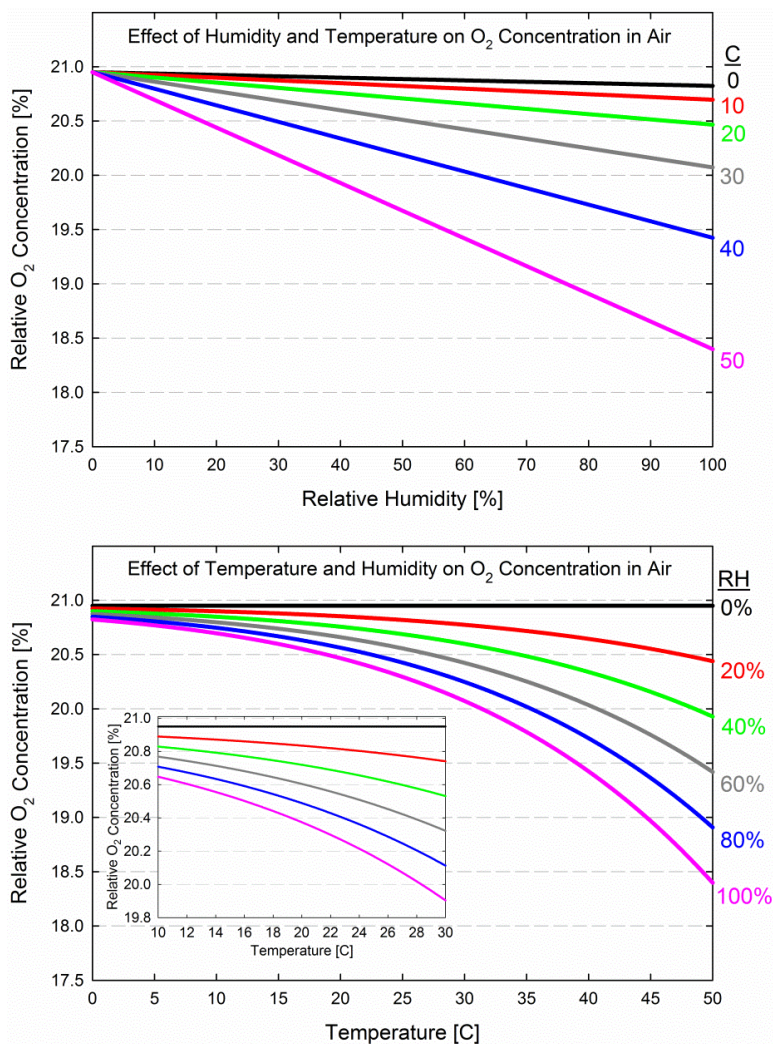 Effect of Humidity and Temperature on O2 Concentration in Air
C
0
10
20
30
40
50
21.0
20.5
20.0
19.5
19.0
18.5
18.0
17.5
Relative O2 Concentration [%]
0 10 20 30 40 50 60 70 80 90 100
Relative Humidity [%]
Effect of Temperature and Humidity on O2 Concentration in Air
RH
0%
20%
40%
60%
80%
100%
21.0
20.5
20.0
19.5
19.0
18.5
18.0
17.5
Relative O2 Concentration [%]
21.0
20.8
20.6
20.4
20.2
20.0
19.8
Relative O2 Concentration [%]
10 12 14 16 18 20 22 24 26 28 30
Temperature [C]
0 5 10 15 20 25 30 35 40 45 50
Temperature [C]